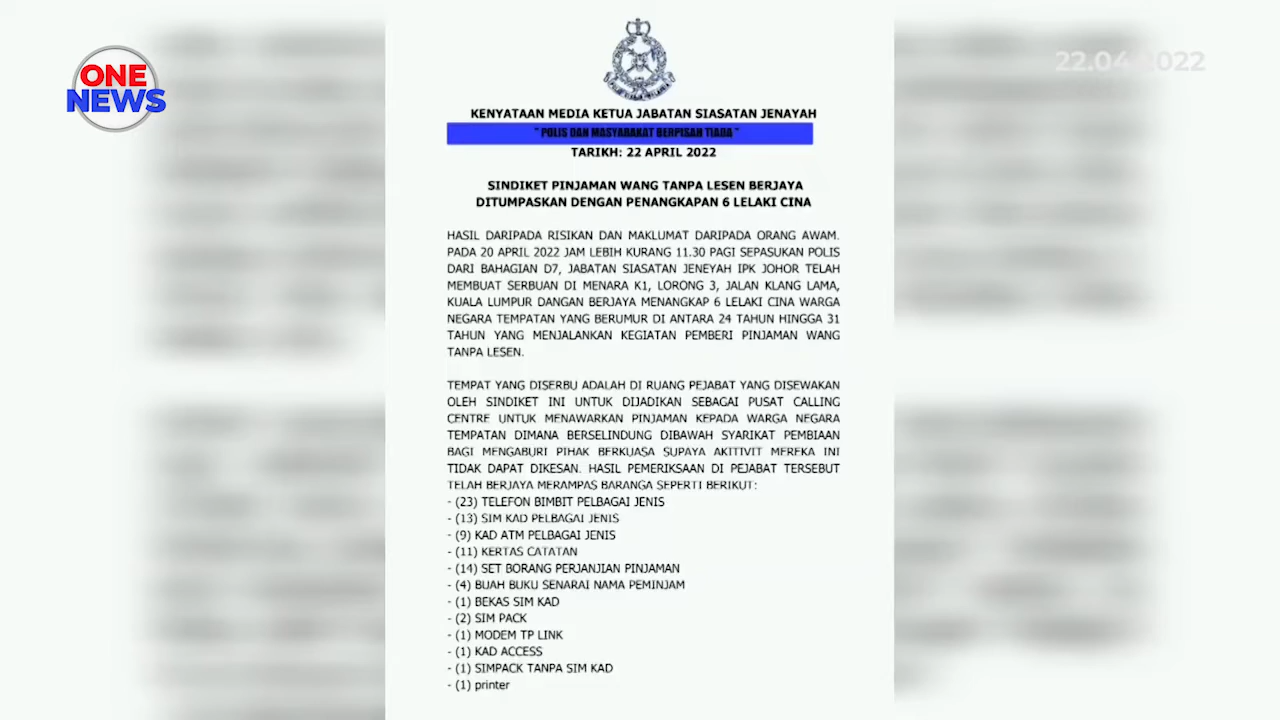 ONE
NEWS
22.04.2022
KENYATAAN MEDIA KETUA JABATAN SIASATAN JENAYAH
" POLIS DAN MASYARAKAT BERPISAH TIADA "
TARIKH: 22 APRIL 2022
SINDIKET PINJAMAN WANG TANPA LESEN BERJAYA
DITUMPASKAN DENGAN PENANGKAPAN 6 LELAKI CINA
HASIL DARIPADA RISIKAN DAN MAKLUMAT DARIPADA ORANG AWAM.
PADA 20 APRIL 2022 JAM LEBIH KURANG 11.30 PAGI SEPASUKAN POLIS
DARI BAHAGIAN D7, JABATAN SIASATAN JENEYAH IPK JOHOR TELAH
MEMBUAT SERBUAN DI MENARA K1, LORONG 3, JALAN KLANG LAMA,
KUALA LUMPUR DANGAN BERJAYA MENANGKAP 6 LELAKI CINA WARGA
NEGARA TEMPATAN YANG BERUMUR DI ANTARA 24 TAHUN HINGGA 31
TAHUN YANG MENJALANKAN KEGIATAN PEMBERI PINJAMAN WANG
TANPA LESEN.
TEMPAT YANG DISERBU ADALAH DI RUANG PEJABAT YANG DISEWAKAN
OLEH SINDIKET INI UNTUK DIJADIKAN SEBAGAI PUSAT CALLING
CENTRE UNTUK MENAWARKAN PINJAMAN KEPADA WARGA NEGARA
TEMPATAN DIMANA BERSELINDUNG DIBAWAH SYARIKAT PEMBIAAN
BAGI MENGABURI PIHAK BERKUASA SUPAYA AKITIVIT MEREKA INI
TIDAK DAPAT DIKESAN. HASIL PEMERIKSAAN DI PEJABAT TERSEBUT
TELAH BERJAYA MERAMPAS BARANGA SEPERTI BERIKUT:
- (23) TELEFON BIMBIT PELBAGAI JENIS
- (13) SIM KAD PELBAGAI JENIS
- (9) KAD ATM PELBAGAI JENIS
- (11) KERTAS CATATAN
- (14) SET BORANG PERJANJIAN PINJAMAN
- (4) BUAH BUKU SENARAI NAMA PEMINJAM
- (1) BEKAS SIM KAD
- (2) SIM PACK
- (1) MODEM TP LINK
- (1) KAD ACCESS
- (1) SIMPACK TANPA SIM KAD
- (1) printer